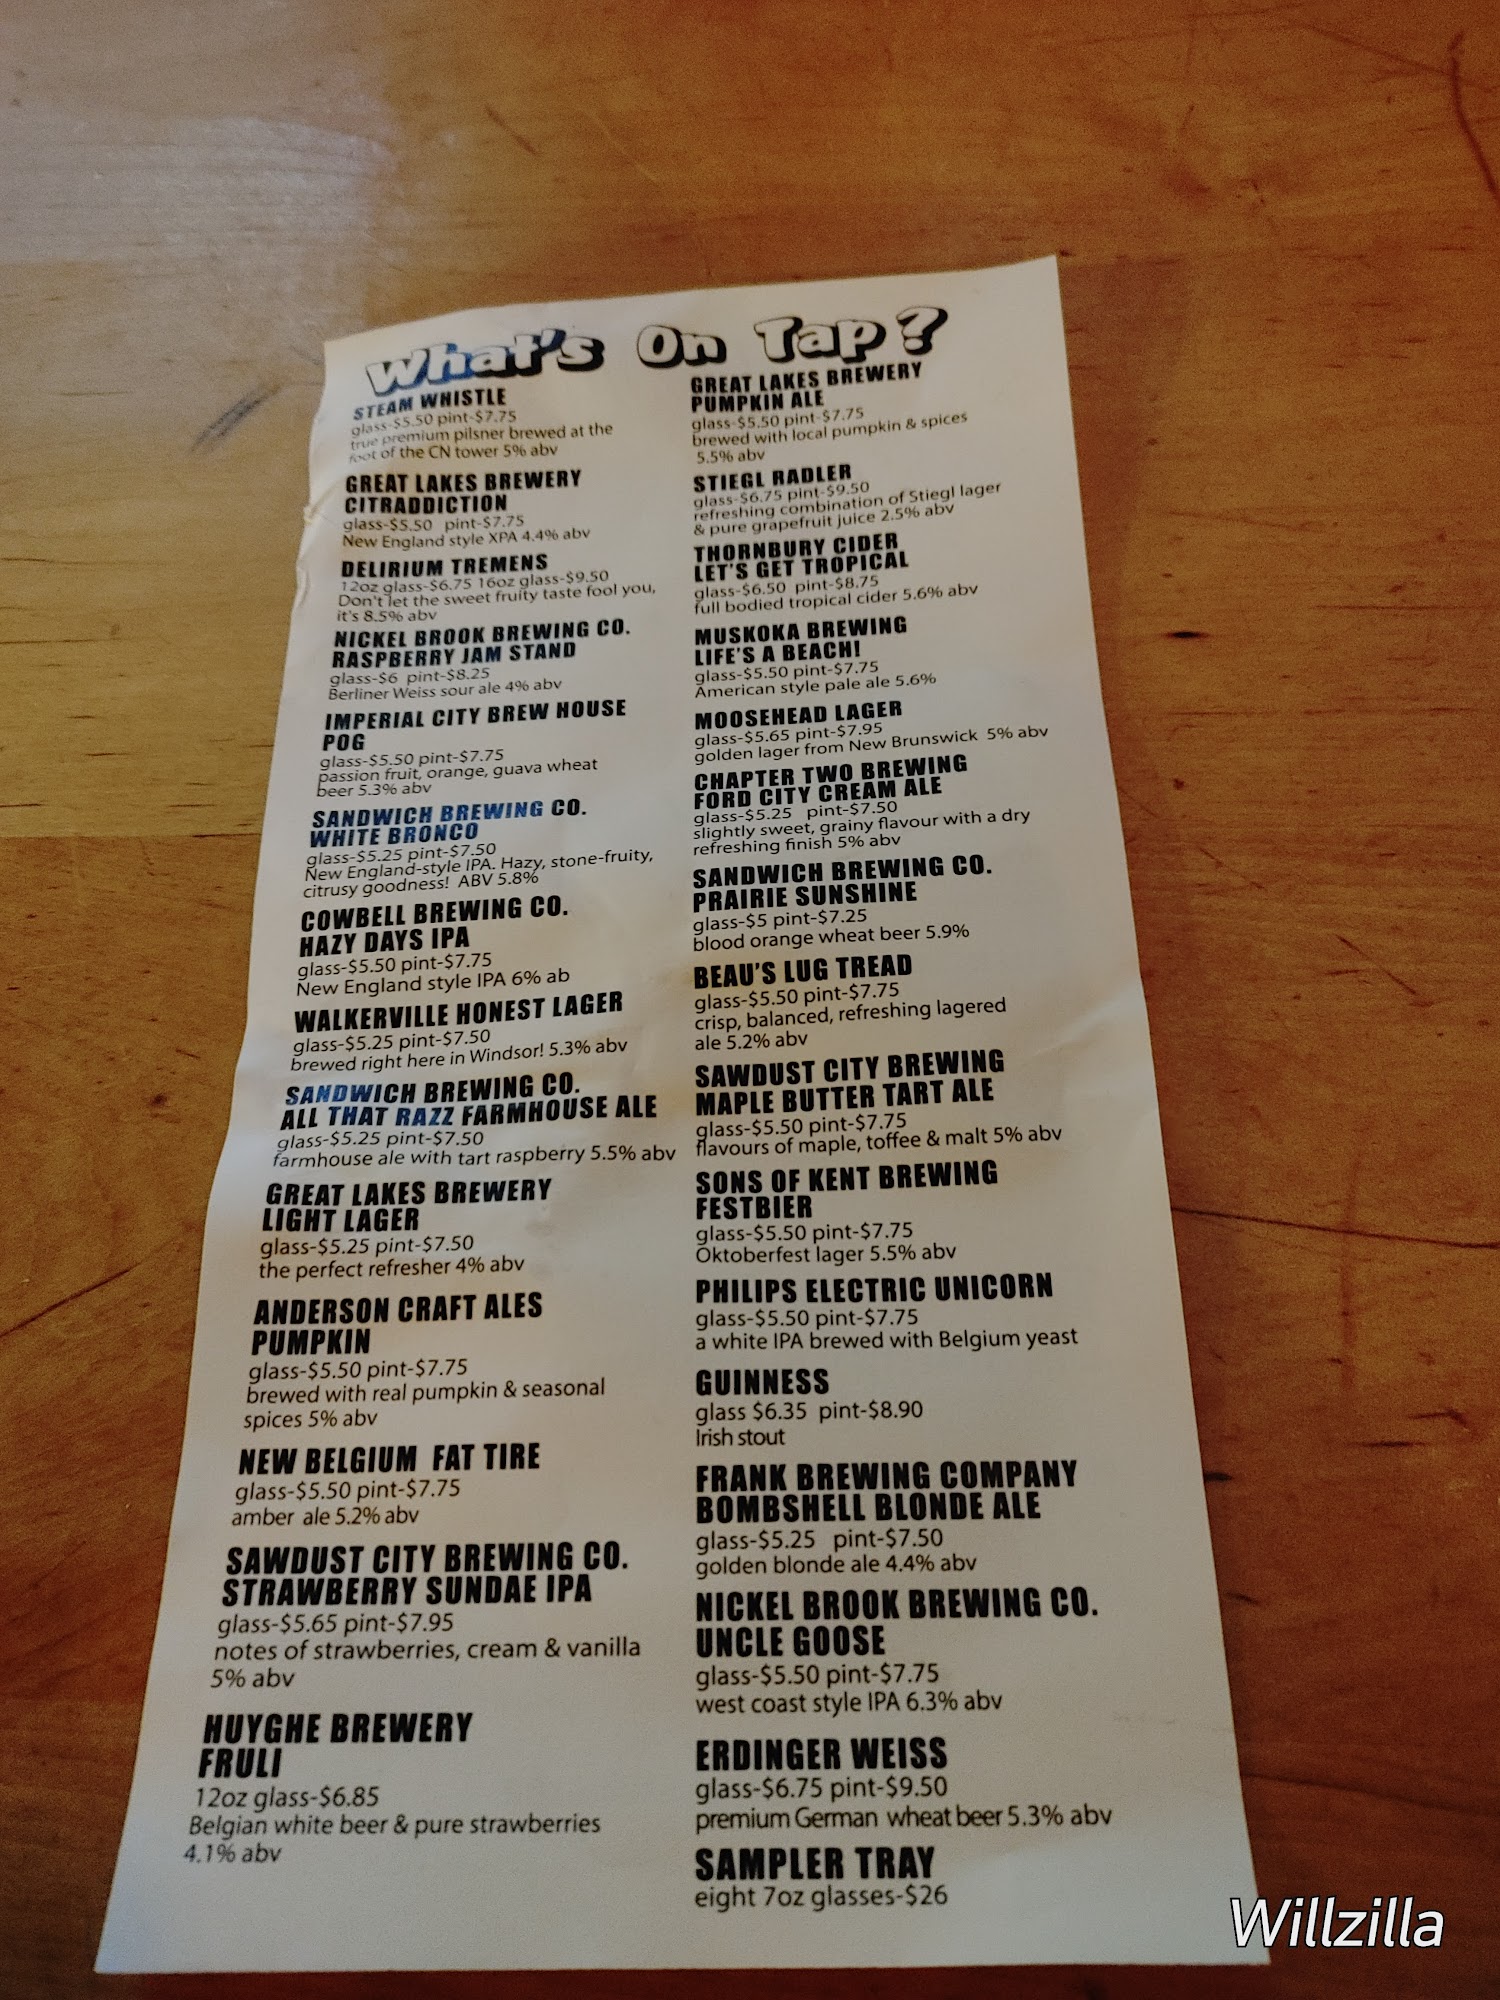 What's On Tap?
STEAM WHISTLE
glass-$5.50 pint-$7.75
true premium pilsner brewed at the
foot of the CN tower 5% abv
GREAT LAKES BREWERY
CITRADDICTION
glass-$5.50 pint-$7.75
New England style XPA 4.4% abv
DELIRIUM TREMENS
12oz glass-$6.75 16oz glass-$9.50
Don't let the sweet fruity taste fool you,
it's 8.5% abv
NICKEL BROOK BREWING CO.
RASPBERRY JAM STAND
glass-$6 pint-$8.25
Berliner Weiss sour ale 4% abv
IMPERIAL CITY BREW HOUSE
POG
glass-$5.50 pint-$7.75
passion fruit, orange, guava wheat
beer 5.3% abv
SANDWICH BREWING CO.
WHITE BRONCO
glass-$5.25 pint-$7.50
New England-style IPA. Hazy, stone-fruity,
citrusy goodness! ABV 5.8%
COWBELL BREWING CO.
HAZY DAYS IPA
glass-$5.50 pint-$7.75
New England style IPA 6% ab
WALKERVILLE HONEST LAGER
glass-$5.25 pint-$7.50
brewed right here in Windsor! 5.3% abv
SANDWICH BREWING CO.
ALL THAT RAZZ FARMHOUSE ALE
glass-$5.25 pint-$7.50
farmhouse ale with tart raspberry 5.5% abv
GREAT LAKES BREWERY
LIGHT LAGER
glass-$5.25 pint-$7.50
the perfect refresher 4% abv
ANDERSON CRAFT ALES
PUMPKIN
glass-$5.50 pint-$7.75
brewed with real pumpkin & seasonal
spices 5% abv
NEW BELGIUM FAT TIRE
glass-$5.50 pint-$7.75
amber ale 5.2% abv
SAWDUST CITY BREWING CO.
STRAWBERRY SUNDAE IPA
glass-$5.65 pint-$7.95
notes of strawberries, cream & vanilla
5% abv
HUYGHE BREWERY
FRULI
12oz glass-$6.85
Belgian white beer & pure strawberries
4.1% abv
GREAT LAKES BREWERY
PUMPKIN ALE
glass-$5.50 pint-$7.75
brewed with local pumpkin & spices
5.5% abv
STIEGL RADLER
glass-$6.75 pint-$9.50
refreshing combination of Stiegl lager
& pure grapefruit juice 2.5% abv
THORNBURY CIDER
LET'S GET TROPICAL
glass-$6.50 pint-$8.75
full bodied tropical cider 5.6% abv
MUSKOKA BREWING
LIFE'S A BEACH!
glass-$5.50 pint-$7.75
American style pale ale 5.6%
MOOSEHEAD LAGER
glass-$5.65 pint-$7.95
golden lager from New Brunswick 5% abv
CHAPTER TWO BREWING
FORD CITY CREAM ALE
glass-$5.25 pint-$7.50
slightly sweet, grainy flavour with a dry
refreshing finish 5% abv
SANDWICH BREWING CO.
PRAIRIE SUNSHINE
glass-$5 pint-$7.25
blood orange wheat beer 5.9%
BEAU'S LUG TREAD
glass-$5.50 pint-$7.75
crisp, balanced, refreshing lagered
ale 5.2% abv
SAWDUST CITY BREWING
MAPLE BUTTER TART ALE
glass-$5.50 pint-$7.75
flavours of maple, toffee & malt 5% abv
SONS OF KENT BREWING
FESTBIER
glass-$5.50 pint-$7.75
Oktoberfest lager 5.5% abv
PHILIPS ELECTRIC UNICORN
glass-$5.50 pint-$7.75
a white IPA brewed with Belgium yeast
GUINNESS
glass $6.35 pint-$8.90
Irish stout
FRANK BREWING COMPANY
BOMBSHELL BLONDE ALE
glass-$5.25 pint-$7.50
golden blonde ale 4.4% abv
NICKEL BROOK BREWING CO.
UNCLE GOOSE
glass-$5.50 pint-$7.75
west coast style IPA 6.3% abv
ERDINGER WEISS
glass-$6.75 pint-$9.50
premium German wheat beer 5.3% abv
SAMPLER TRAY
eight 7oz glasses-$26
Willzilla